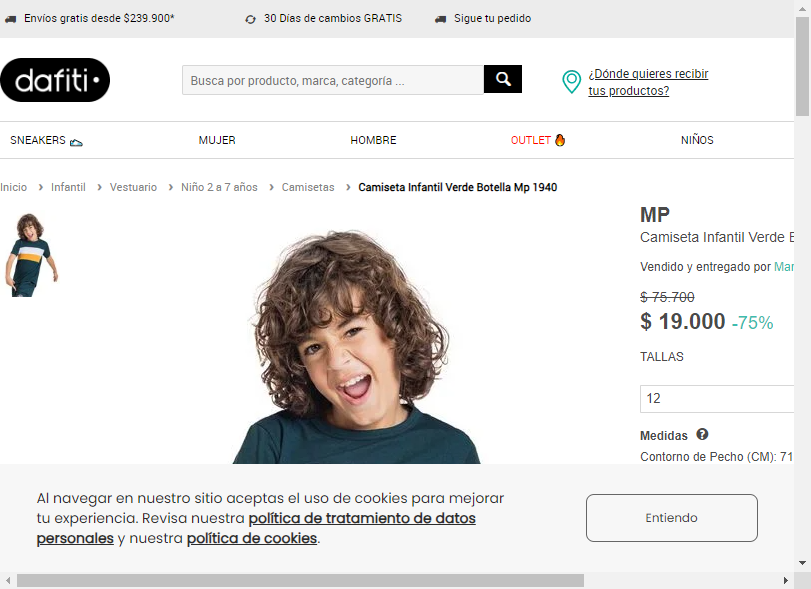 Envíos gratis desde $239.900*
30 Días de cambios GRATIS
Sigue tu pedido
dafiti
Busca por producto, marca, categoría ...
¿Dónde quieres recibir
tus productos?
SNEAKERS
MUJER
HOMBRE
OUTLET
NIÑOS
Inicio › Infantil › Vestuario › Niño 2 a 7 años › Camisetas › Camiseta Infantil Verde Botella Mp 1940
MP
Camiseta Infantil Verde
Vendido y entregado por
$ 75.700
$ 19.000 -75%
TALLAS
12
Medidas
Contorno de Pecho (CM): 71
Al navegar en nuestro sitio aceptas el uso de cookies para mejorar
tu experiencia. Revisa nuestra política de tratamiento de datos
personales y nuestra política de cookies.
Entiendo